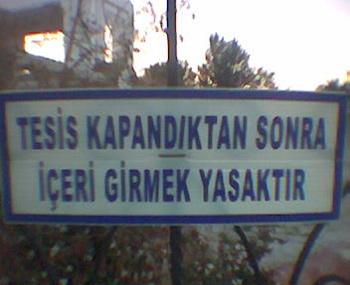 TESİS KAPANDIKTAN SONRA
İÇERİ GİRMEK YASAKTIR